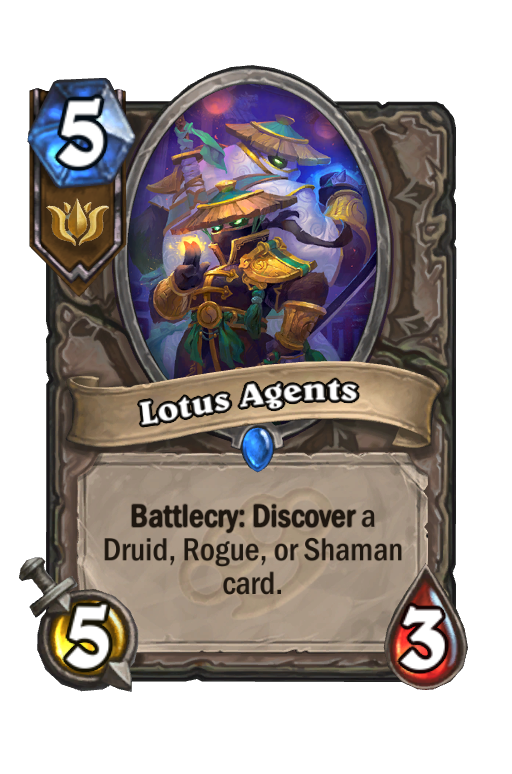 5
Lotus Agents
Battlecry: Discover a
Druid, Rogue, or Shaman
card.
5
3